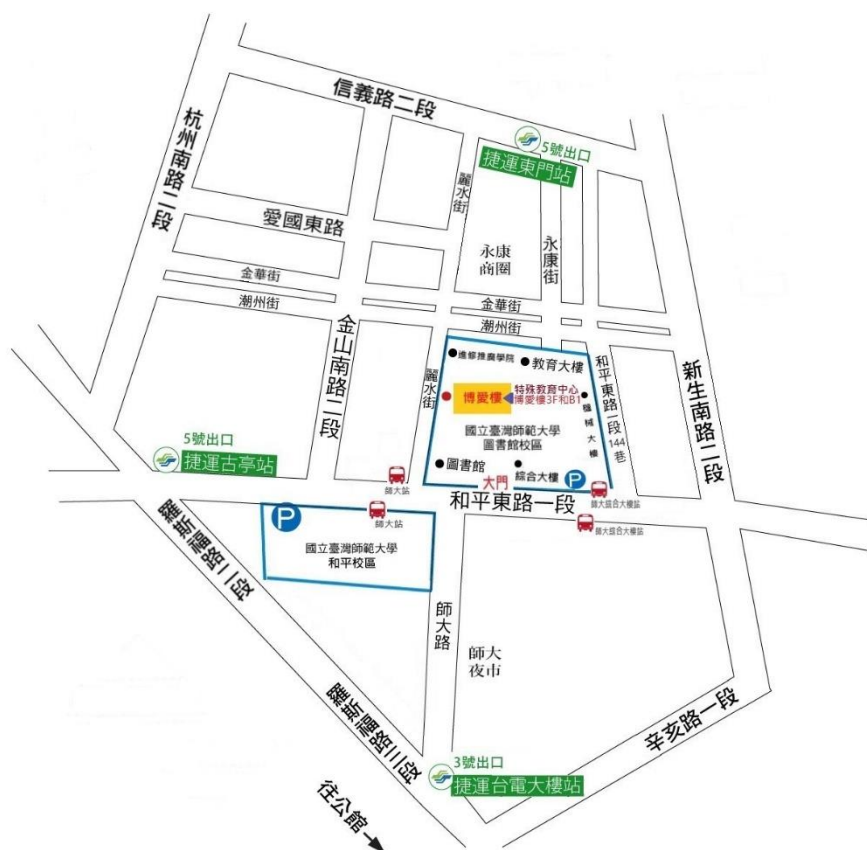 信義路二段
杭州南路二段
5號出口
捷運東門站
麗水街
愛國東路
永康
商圈
永康街
金華街
潮州街
金華街
潮州街
金山南路二段
麗水街
進修推廣學院
教育大樓
和平東路一段144巷
新生南路二段
博愛樓
特殊教育中心
博愛樓3F和B1
機械大樓
國立臺灣師範大學
圖書館校區
5號出口
捷運古亭站
圖書館
綜合大樓
P
大門
師大站
和平東路一段
師大綜合大樓站
P
師大站
師大綜合大樓站
羅斯福路二段
國立臺灣師範大學
和平校區
師大路
師大
夜市
羅斯福路三段
辛亥路一段
3號出口
捷運台電大樓站
往公館